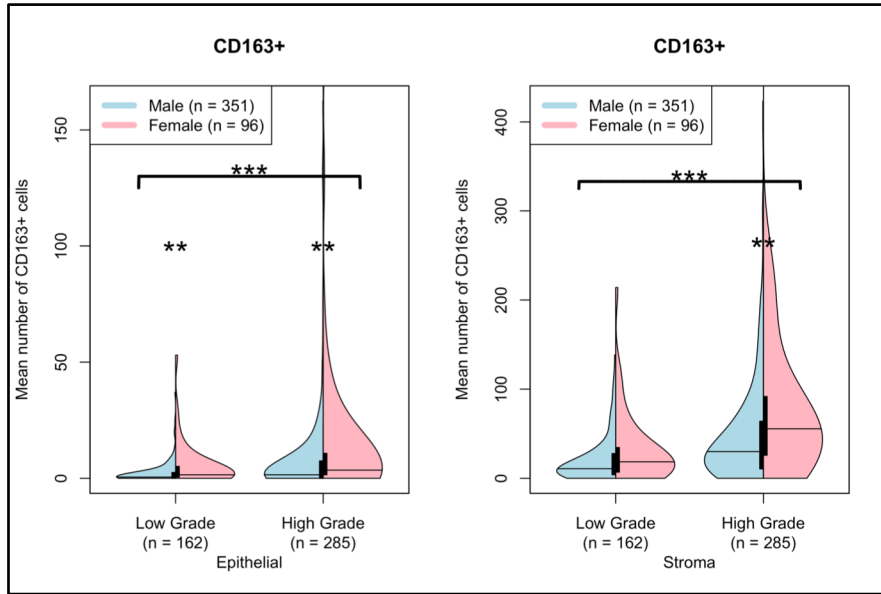 CD163+
Male (n = 351)
Female (n = 96)
***
**
**
150
100
50
0
Mean number of CD163+ cells
Low Grade
(n = 162)
High Grade
(n = 285)
Epithelial
CD163+
Male (n = 351)
Female (n = 96)
***
**
400
300
200
100
0
Mean number of CD163+ cells
Low Grade
(n = 162)
High Grade
(n = 285)
Stroma